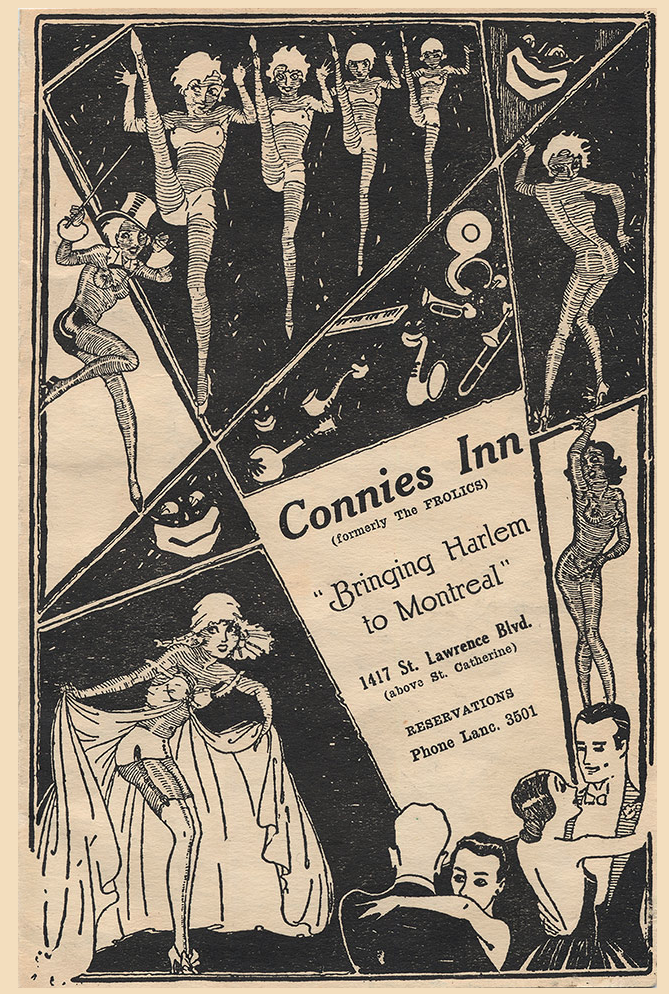 Connies Inn
(formerly The FROLICS)
"Bringing Harlem
to Montreal"
1417 St. Lawrence Blvd.
(above St. Catherine)
RESERVATIONS
Phone Lanc. 3501